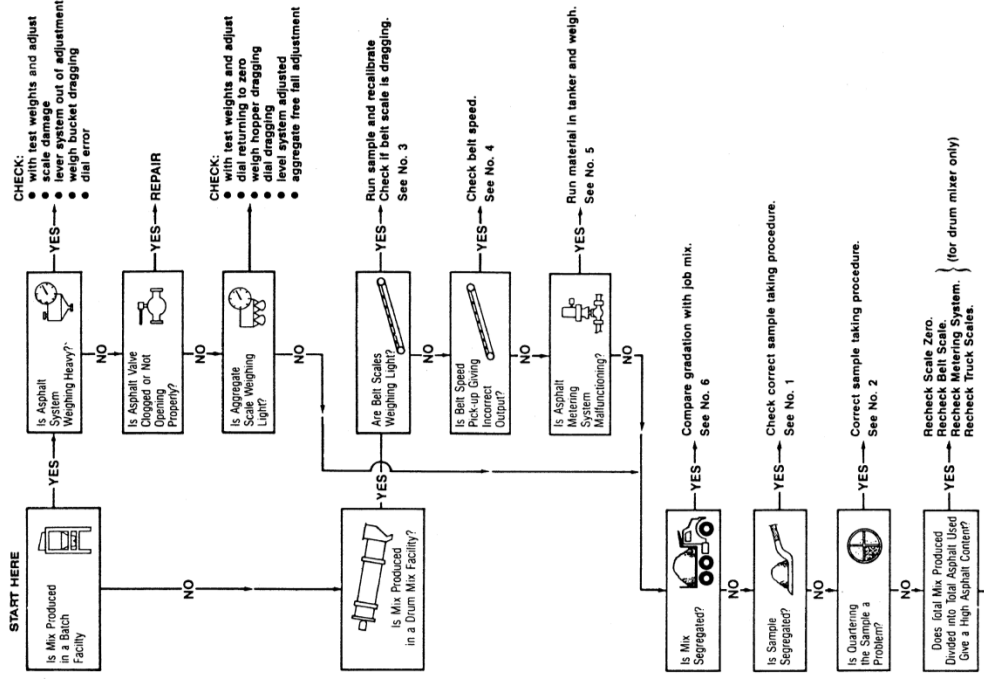 START HERE
Is Mix Produced
in a Batch
Facilty
YES
NO
Is Asphalt
System
Weighing Heavy?
YES
CHECK:
● with test weights and adjust
● scale damage
● lever system out of adjustment
● weigh bucket dragging
● dial error
NO
Is Asphalt Valve
Clogged or Not
Opening
Properly?
YES
REPAIR
NO
Is Aggregate
Scale Weighing
Light?
YES
CHECK:
● with test weights and adjust
● dial returning to zero
● weigh hopper dragging
● dial dragging
● level system adjusted
● aggregate free fall adjustment
NO
Is Mix Produced
in a Drum Mix Facility?
YES
Are Belt Scales
Weighing Light?
YES
Run sample and recalibrate
Check if belt scale is dragging.
See No. 3
NO
Is Belt Speed
Pick-up Giving
Incorrect
Output?
YES
Check belt speed.
See No. 4
NO
Is Asphalt
Metering
System
Malfunctioning?
YES
Run material in tanker and weigh.
See No. 5
NO
Is Mix
Segregated?
YES
Compare gradation with job mix.
See No. 6
NO
Is Sample
Segregated?
YES
Check correct sample taking procedure.
See No. 1
NO
Is Quartering
the Sample a
Problem?
YES
Correct sample taking procedure.
See No. 2
NO
Does Total Mix Produced
Divided into Total Asphalt Used
Give a High Asphalt Content?
YES
Recheck Scale Zero.
Recheck Belt Scale.
Recheck Metering System.
Recheck Truck Scales.
(for drum mixer only)